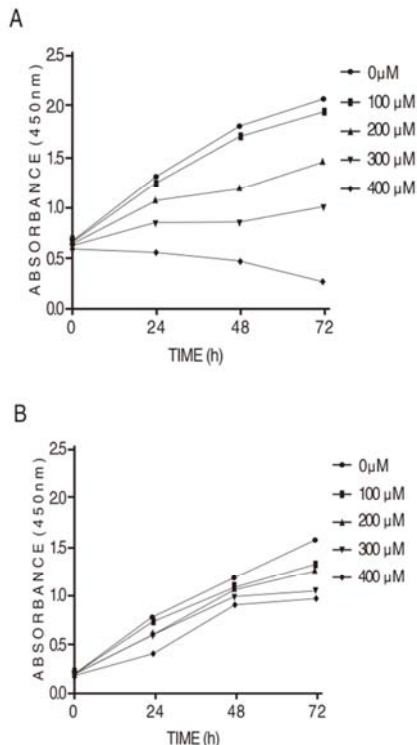 A
ABSORBANCE (450nm)
2.5
2.0
1.5
1.0
0.5
0.0
0 24 48 72
TIME (h)
0µM
100 µM
200 µM
300 µM
400 µM
B
ABSORBANCE (450nm)
2.5
2.0
1.5
1.0
0.5
0.0
0 24 48 72
TIME (h)
0µM
100 µM
200 µM
300 µM
400 µM